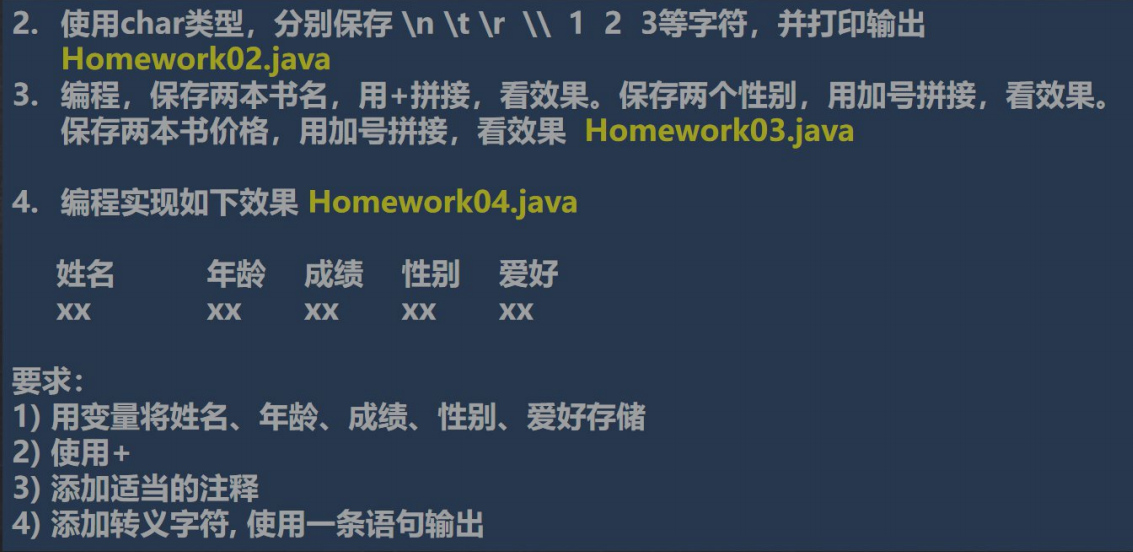 2. 使用char类型，分别保存 \n \t \r \\ 1 2 3等字符，并打印输出
Homework02.java
3. 编程，保存两本书名，用+拼接，看效果。保存两个性别，用加号拼接，看效果。
保存两本书价格，用加号拼接，看效果 Homework03.java
4. 编程实现如下效果 Homework04.java
姓名 年龄 成绩 性别 爱好
xx xx xx xx xx
要求：
1) 用变量将姓名、年龄、成绩、性别、爱好存储
2) 使用+
3) 添加适当的注释
4) 添加转义字符, 使用一条语句输出